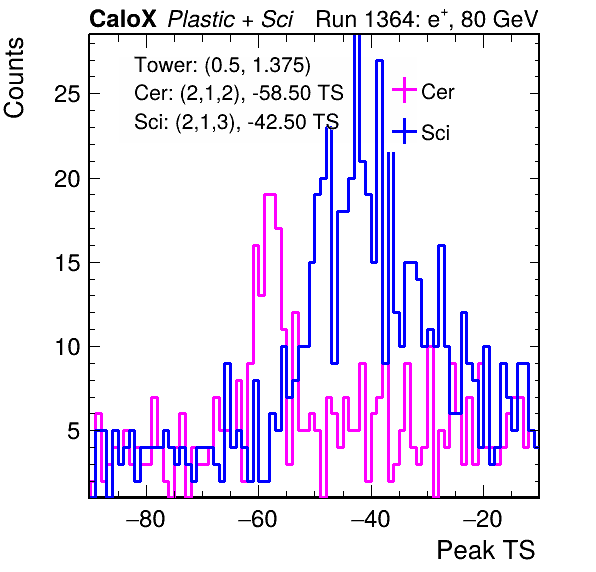 CaloX Plastic + Sci Run 1364: e+, 80 GeV
Counts
Tower: (0.5, 1.375)
Cer: (2,1,2), -58.50 TS
Sci: (2,1,3), -42.50 TS
Cer
Sci
25
20
15
10
5
−80 −60 −40 −20
Peak TS